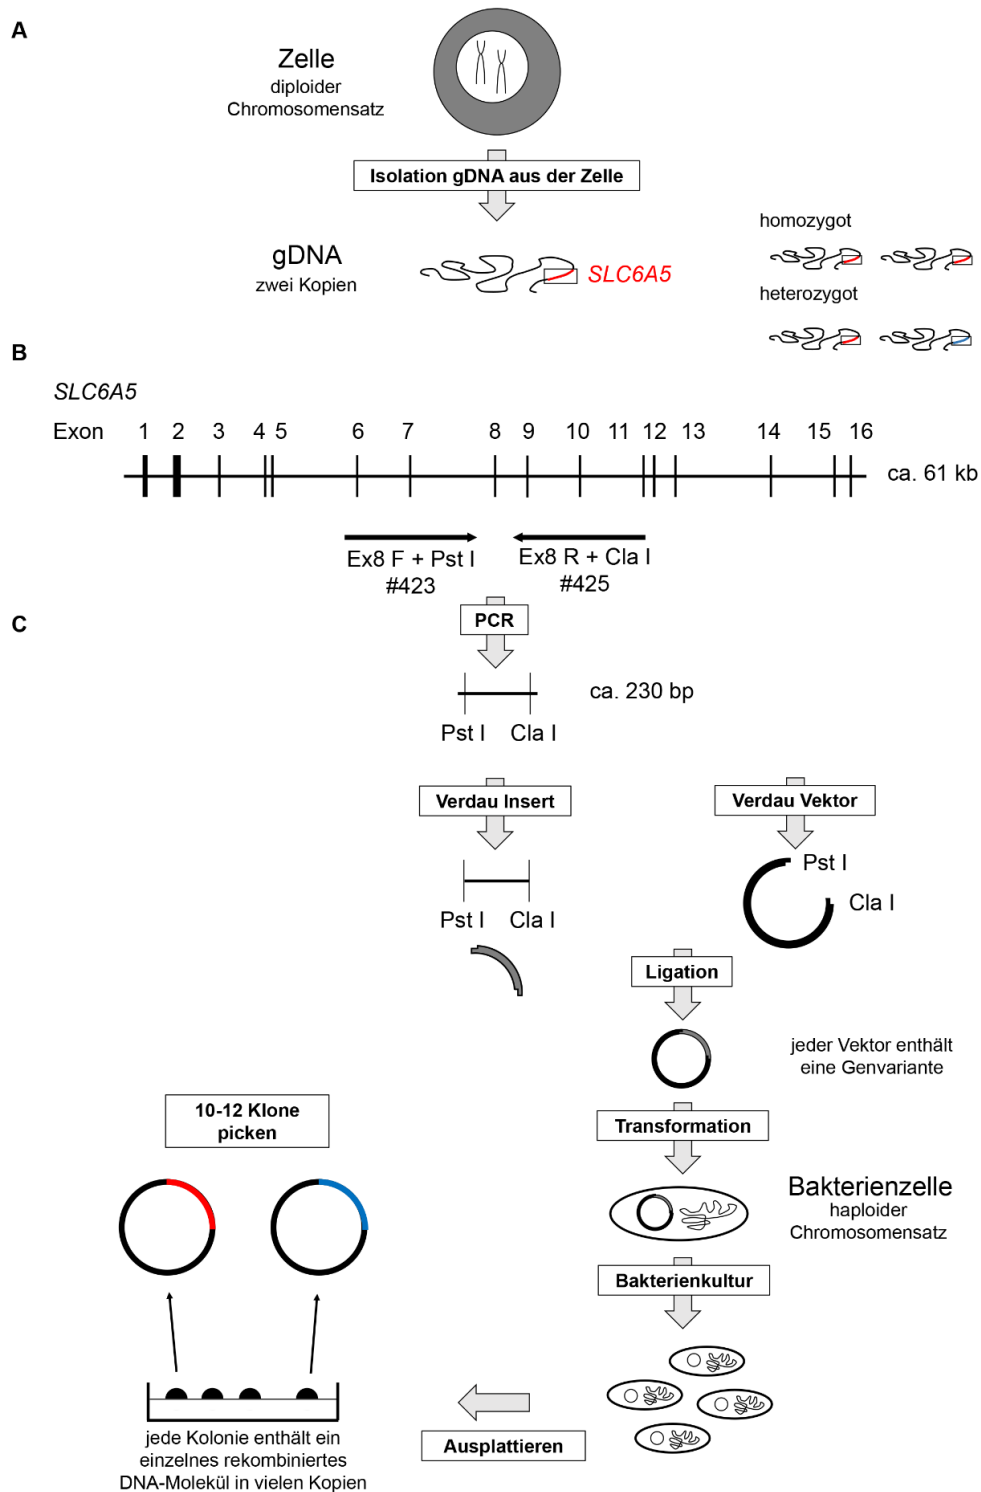 A
Zelle
diploider
Chromosomensatz
Isolation gDNA aus der Zelle
gDNA
zwei Kopien
SLC6A5
homozygot
heterozygot
B
SLC6A5
Exon 1 2 3 4 5 6 7 8 9 10 11 12 13 14 15 16
ca. 61 kb
Ex8 F + Pst I
#423
Ex8 R + Cla I
#425
C
PCR
ca. 230 bp
Pst I Cla I
Verdau Insert
Verdau Vektor
Pst I
Cla I
Pst I Cla I
Ligation
jeder Vektor enthält
eine Genvariante
Transformation
Bakterienzelle
haploider
Chromosomensatz
Bakterienkultur
Ausplattieren
10-12 Klone
picken
jede Kolonie enthält ein
einzelnes rekombiniertes
DNA-Molekül in vielen Kopien